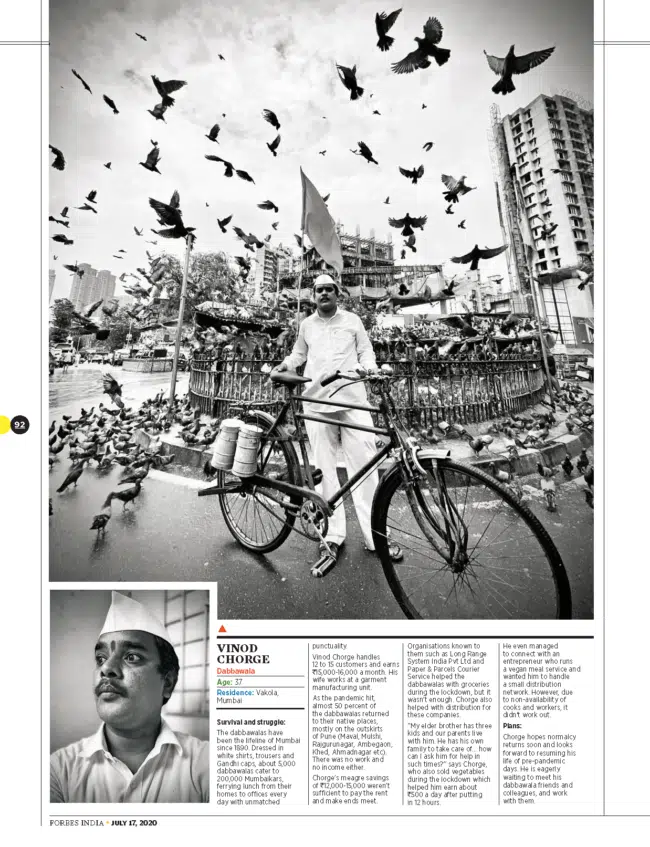 92
VINOD
CHORGE
Dabbawala
Age: 37
Residence: Vakola,
Mumbai
Survival and struggle:
The dabbawalas have
been the lifeline of Mumbai
since 1890. Dressed in
white shirts, trousers and
Gandhi caps, about 5,000
dabbawalas cater to
200,000 Mumbaikars,
ferrying lunch from their
homes to offices every
day with unmatched
punctuality.
Vinod Chorge handles
12 to 15 customers and earns
₹15,000-16,000 a month. His
wife works at a garment
manufacturing unit.
As the pandemic hit,
almost 50 percent of
the dabbawalas returned
to their native places,
mostly on the outskirts
of Pune (Maval, Mulshi,
Rajgurunagar, Ambegaon,
Khed, Ahmadnagar etc).
There was no work and
no income either.
Chorge's meagre savings
of ₹12,000-15,000 weren't
sufficient to pay the rent
and make ends meet.
Organisations known to
them such as Long Range
System India Pvt Ltd and
Paper & Parcels Courier
Service helped the
dabbawalas with groceries
during the lockdown, but it
wasn't enough. Chorge also
helped with distribution for
these companies.
"My elder brother has three
kids and our parents live
with him. He has his own
family to take care of... how
can I ask him for help in
such times?" says Chorge,
who also sold vegetables
during the lockdown which
helped him earn about
₹500 a day after putting
in 12 hours.
He even managed
to connect with an
entrepreneur who runs
a vegan meal service and
wanted him to handle
a small distribution
network. However, due
to non-availability of
cooks and workers, it
didn't work out.
Plans:
Chorge hopes normalcy
returns soon and looks
forward to resuming his
life of pre-pandemic
days. He is eagerly
waiting to meet his
dabbawala friends and
colleagues, and work
with them.
FORBES INDIA • JULY 17, 2020